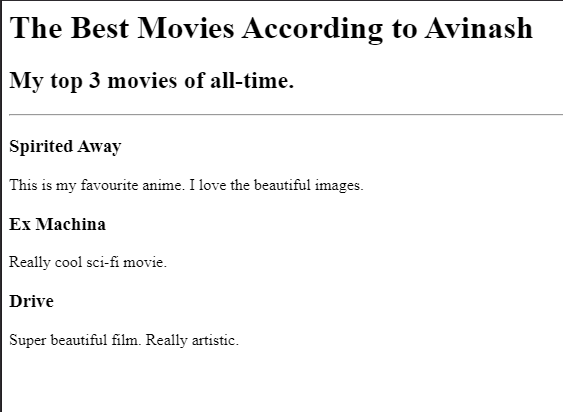 The Best Movies According to Avinash
My top 3 movies of all-time.
Spirited Away
This is my favourite anime. I love the beautiful images.
Ex Machina
Really cool sci-fi movie.
Drive
Super beautiful film. Really artistic.